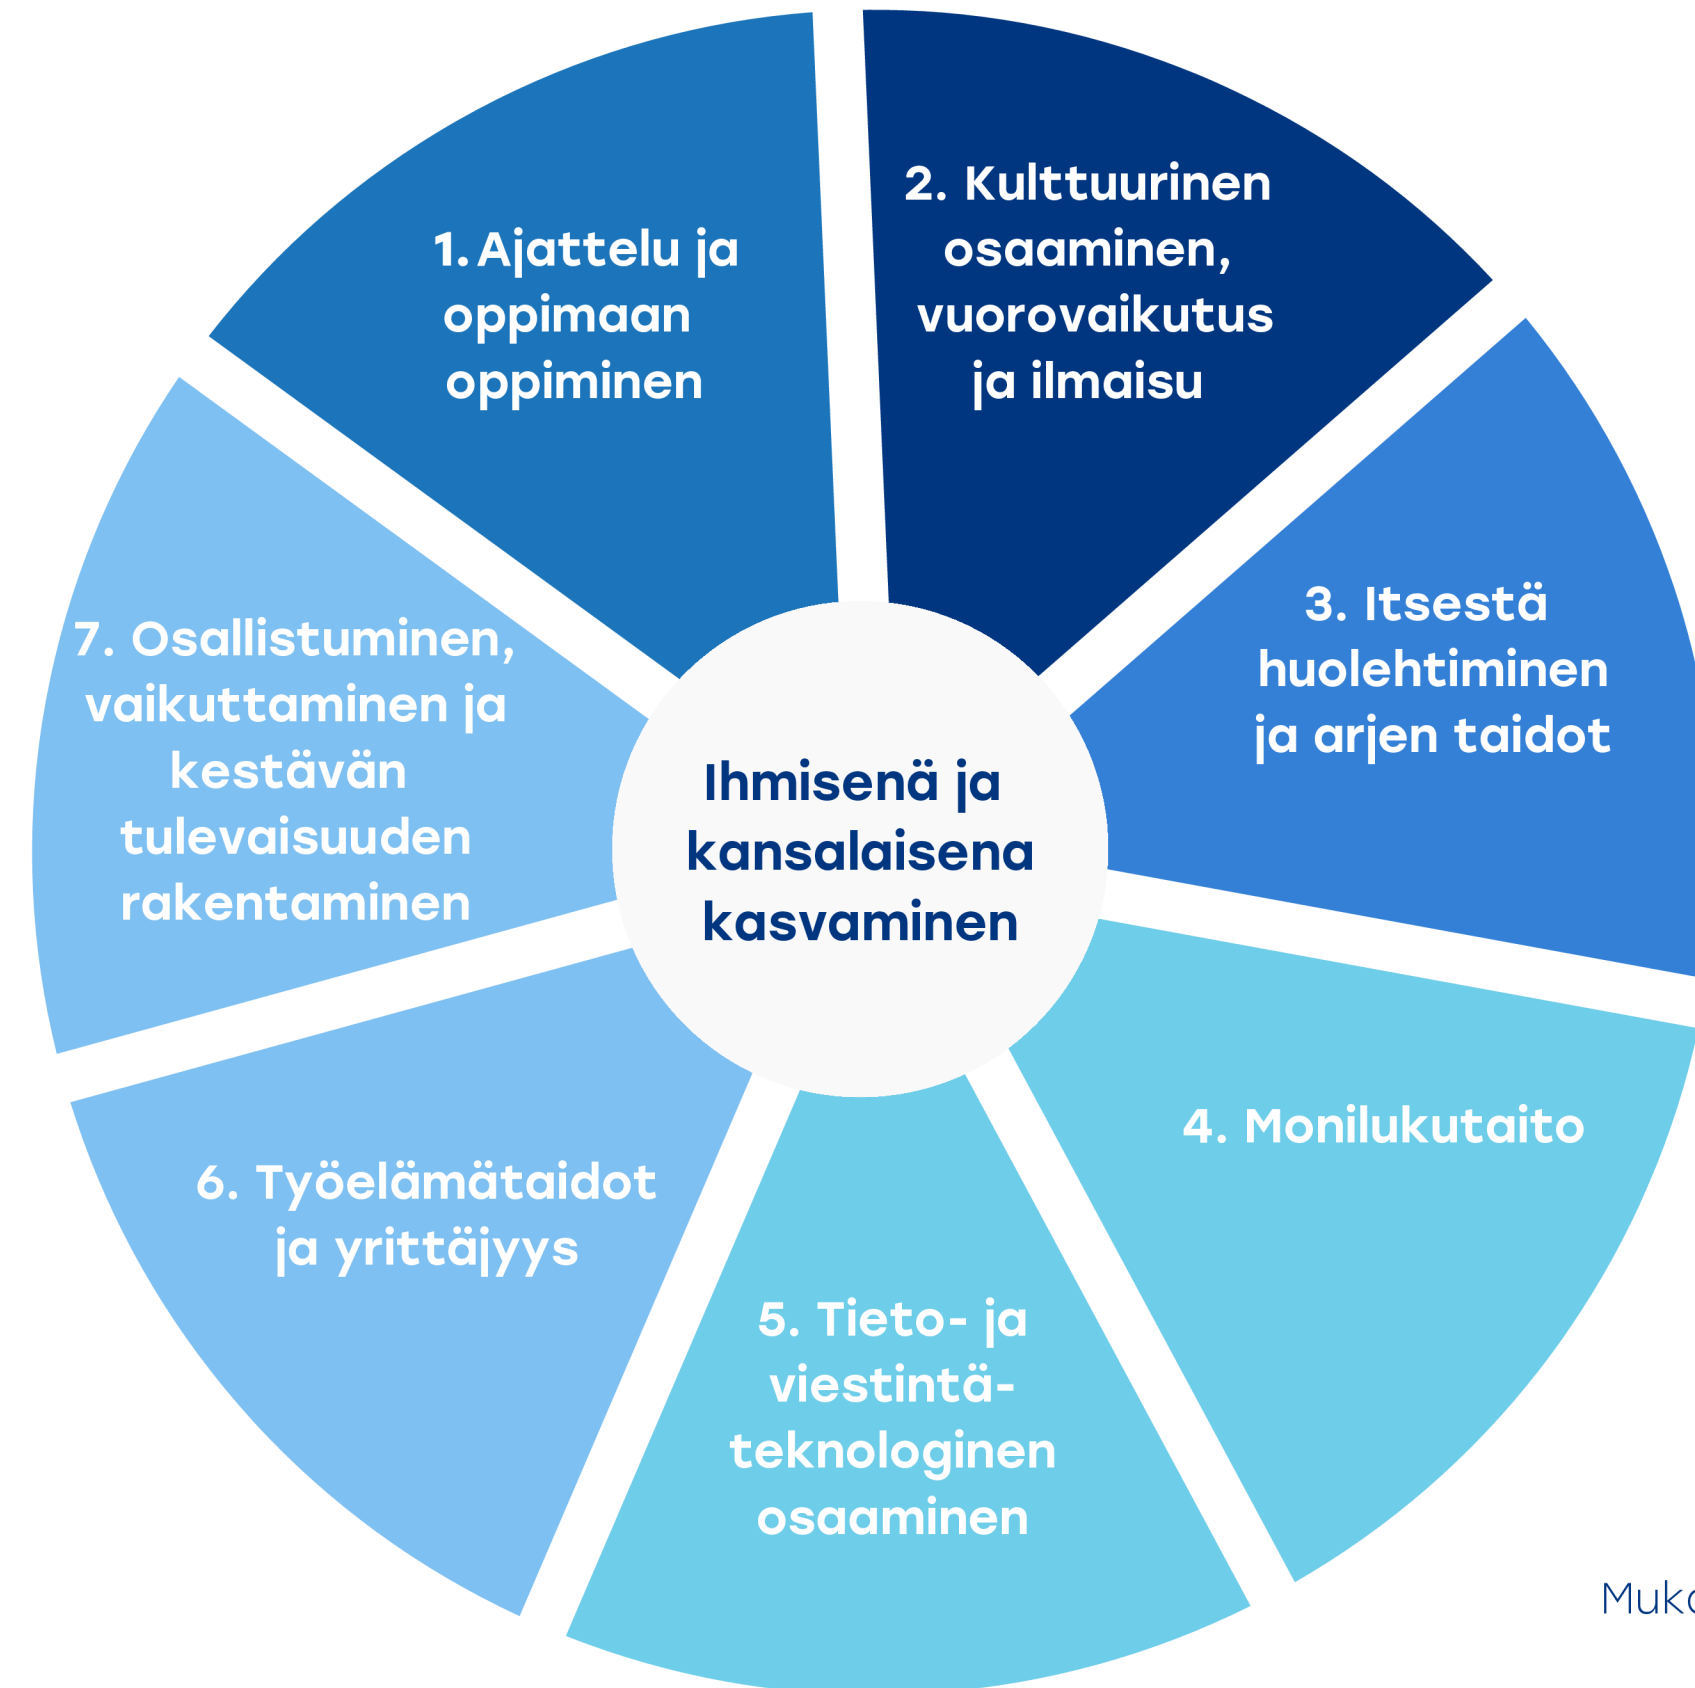 1. Ajattelu ja
oppimaan
oppiminen
2. Kulttuurinen
osaaminen,
vuorovaikutus
ja ilmaisu
3. Itsestä
huolehtiminen
ja arjen taidot
4. Monilukutaito
5. Tieto- ja
viestintä-
teknologinen
osaaminen
6. Työelämätaidot
ja yrittäjyys
7. Osallistuminen,
vaikuttaminen ja
kestävän
tulevaisuuden
rakentaminen
Ihmisenä ja
kansalaisena
kasvaminen